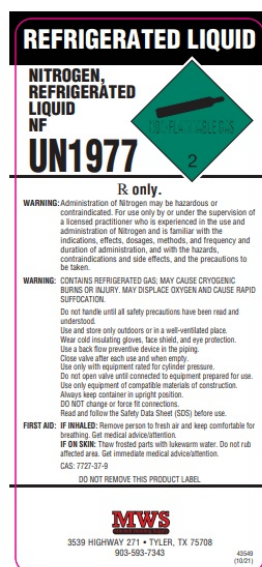 REFRIGERATED LIQUID
NITROGEN,
REFRIGERATED
LIQUID
NF
UN1977
NON-FLAMMABLE GAS
2
℞ only.
WARNING: Administration of Nitrogen may be hazardous or
contraindicated. For use only by or under the supervision of
a licensed practitioner who is experienced in the use and
administration of Nitrogen and is familiar with the
indications, effects, dosages, methods, and frequency and
duration of administration, and with the hazards,
contraindications and side effects, and the precautions to
be taken.
WARNING: CONTAINS REFRIGERATED GAS; MAY CAUSE CRYOGENIC
BURNS OR INJURY. MAY DISPLACE OXYGEN AND CAUSE RAPID
SUFFOCATION.
Do not handle until all safety precautions have been read and
understood.
Use and store only outdoors or in a well-ventilated place.
Wear cold insulating gloves, face shield, and eye protection.
Use a back flow preventive device in the piping.
Close valve after each use and when empty.
Use only with equipment rated for cylinder pressure.
Do not open valve until connected to equipment prepared for use.
Use only equipment of compatible materials of construction.
Always keep container in upright position.
DO NOT change or force fit connections.
Read and follow the Safety Data Sheet (SDS) before use.
FIRST AID: IF INHALED: Remove person to fresh air and keep comfortable for
breathing. Get medical advice/attention.
IF ON SKIN: Thaw frosted parts with lukewarm water. Do not rub
affected area. Get immediate medical advice/attention.
CAS: 7727-37-9
DO NOT REMOVE THIS PRODUCT LABEL
MWS
3539 HIGHWAY 271 • TYLER, TX 75708
903-593-7343
43549
(10/21)